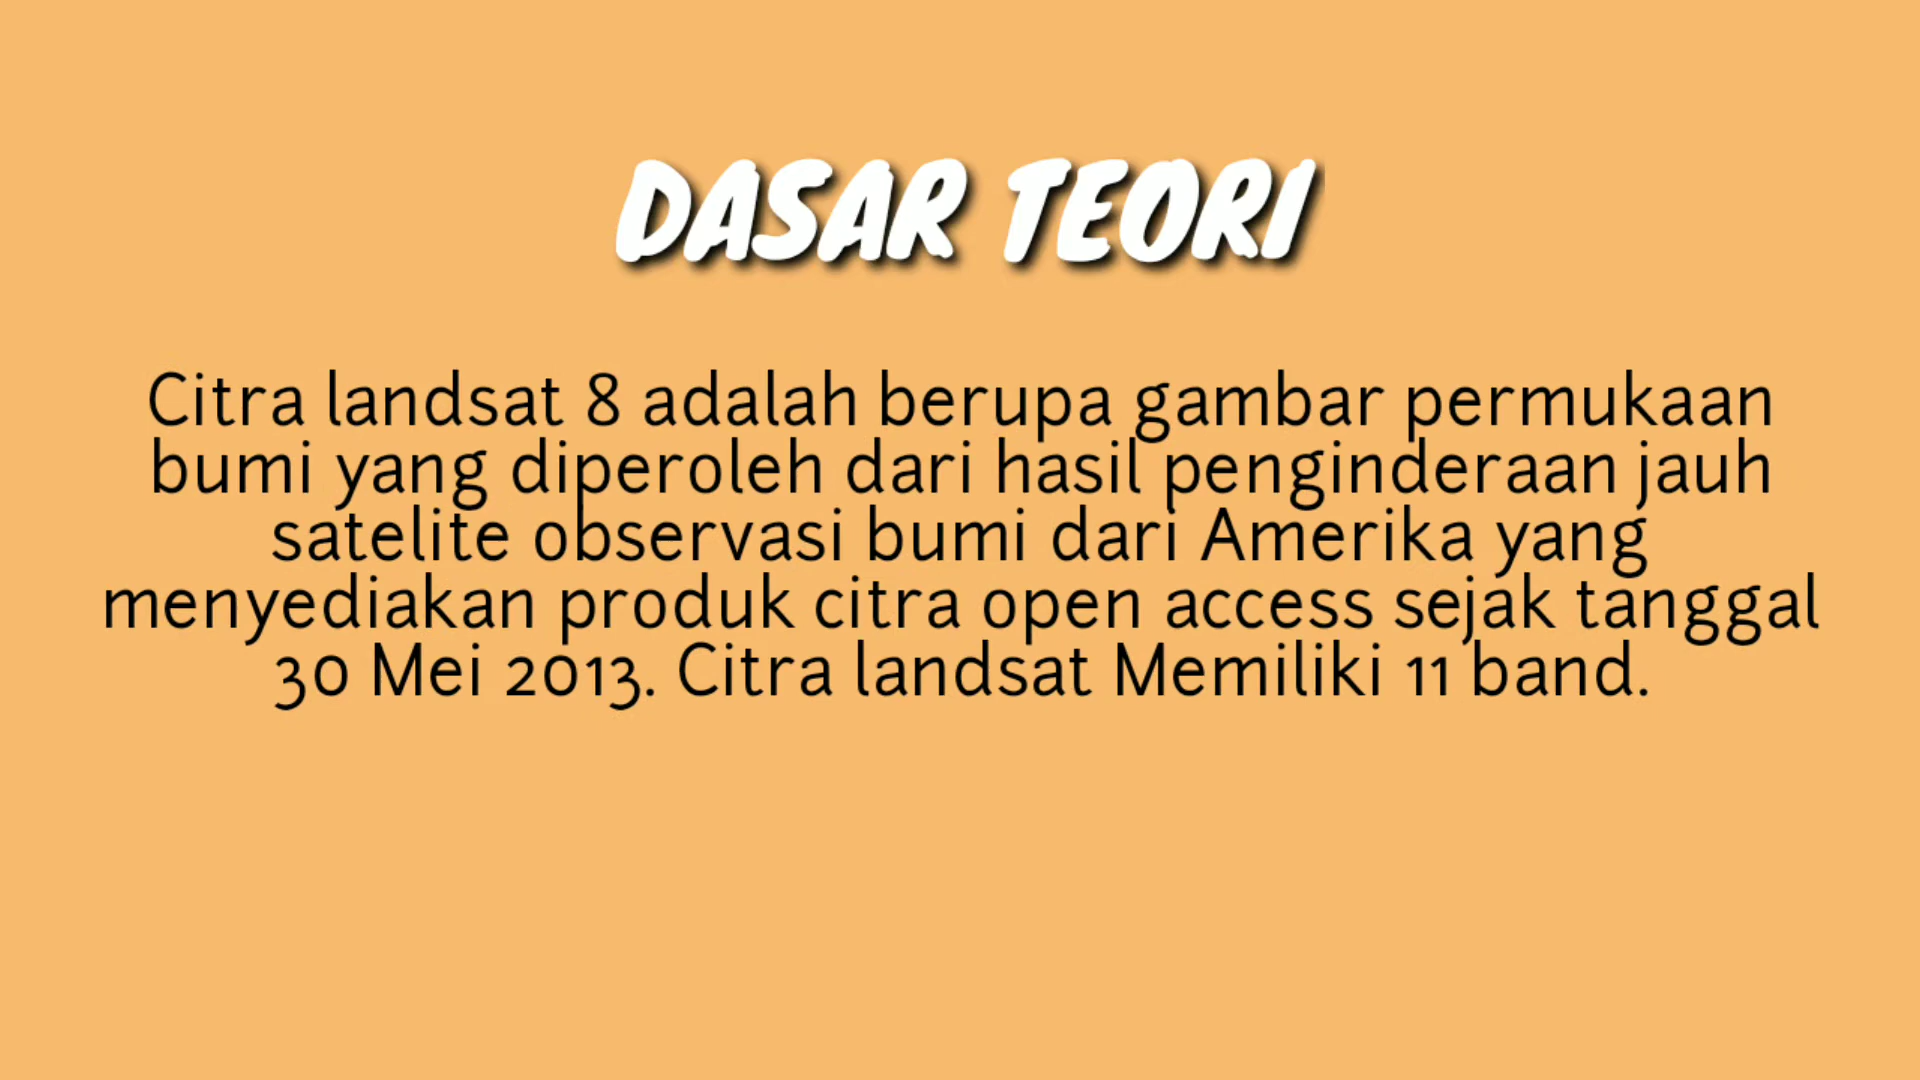 DASAR TEORI
Citra landsat 8 adalah berupa gambar permukaan
bumi yang diperoleh dari hasil penginderaan jauh
satelite observasi bumi dari Amerika yang
menyediakan produk citra open access sejak tanggal
30 Mei 2013. Citra landsat Memiliki 11 band.